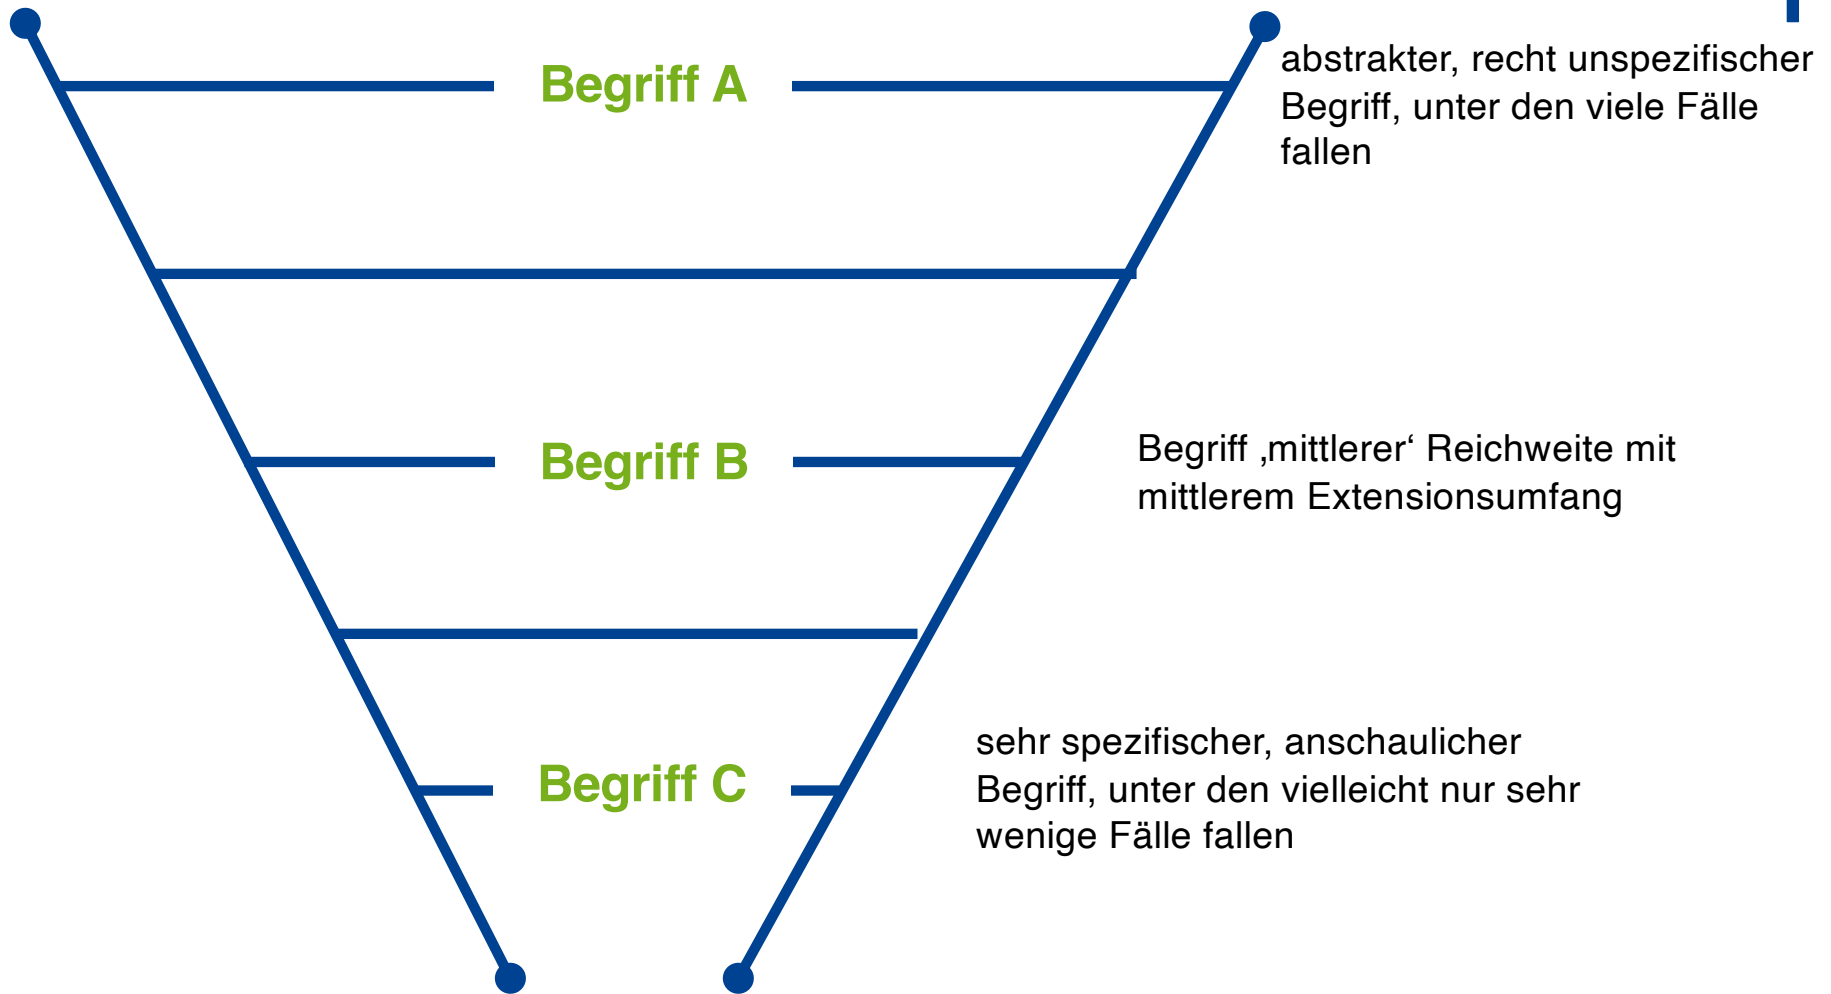 Begriff A
abstrakter, recht unspezifischer
Begriff, unter den viele Fälle
fallen
Begriff B
Begriff ‚mittlerer‘ Reichweite mit
mittlerem Extensionsumfang
sehr spezifischer, anschaulicher
Begriff C
Begriff, unter den vielleicht nur sehr
wenige Fälle fallen